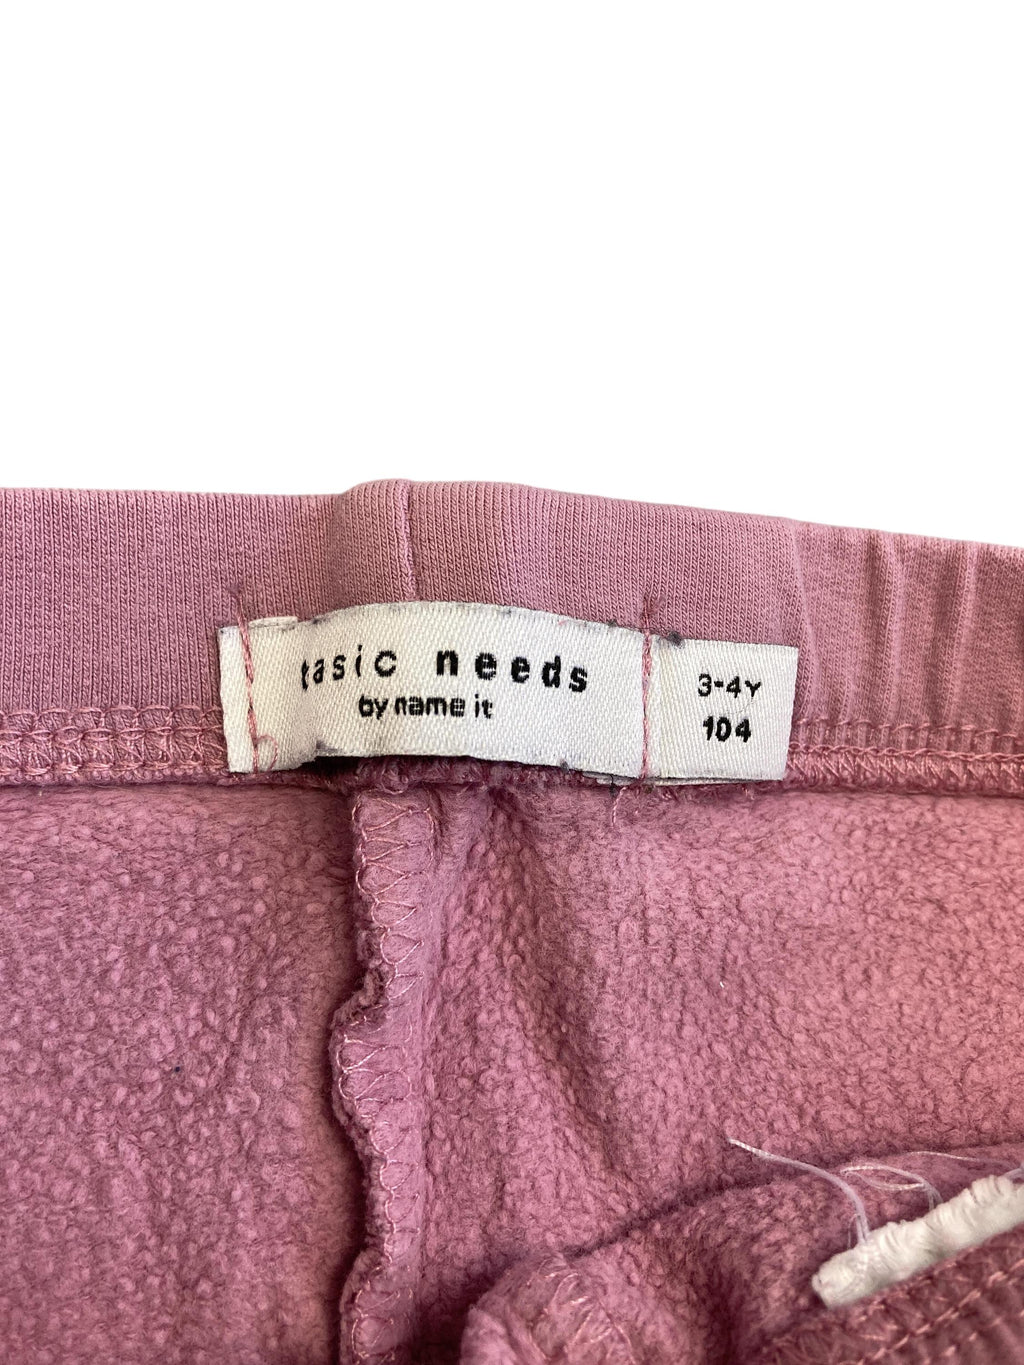 basic needs
by name it
3-4Y
104